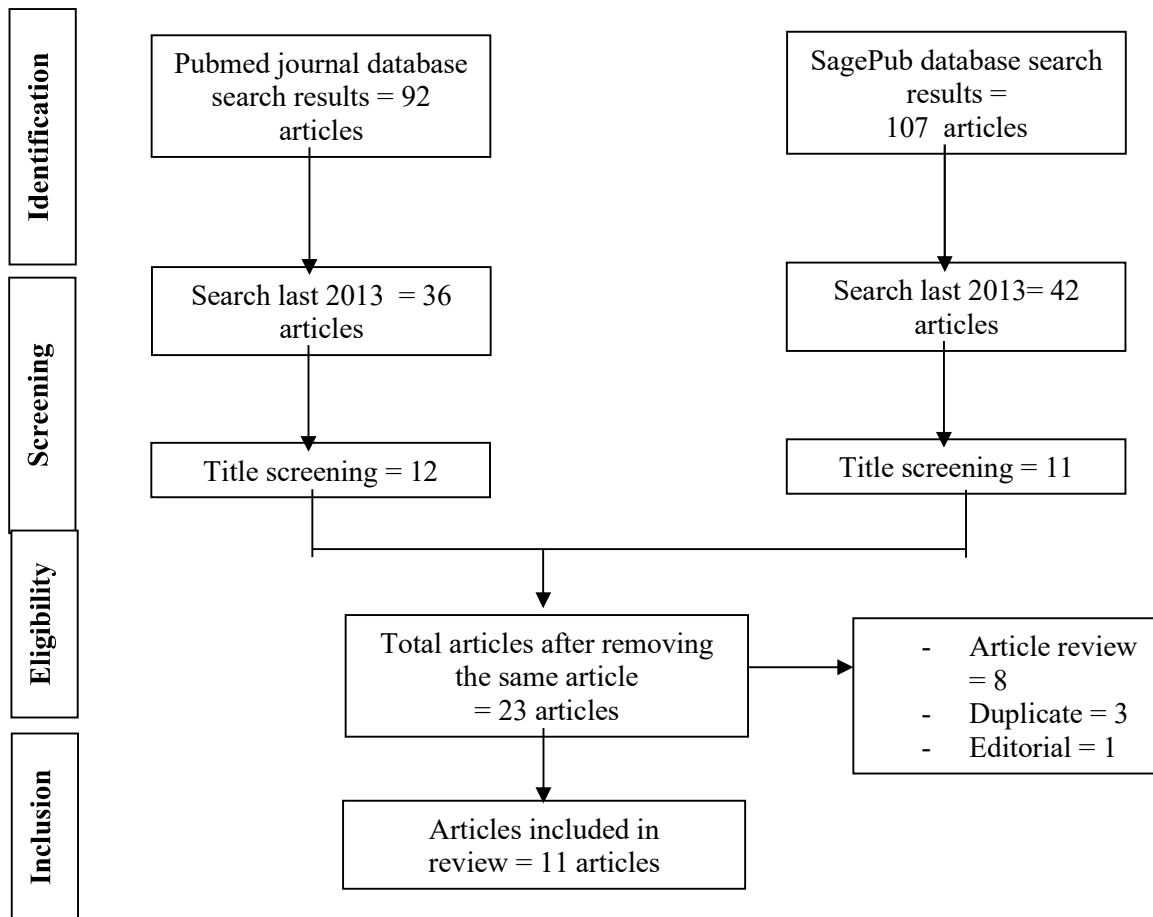 Identification
Pubmed journal database
search results = 92
articles
SagePub database search
results =
107 articles
Screening
Search last 2013 = 36
articles
Search last 2013= 42
articles
Title screening = 12
Title screening = 11
Eligibility
Total articles after removing
the same article
= 23 articles
- Article review
= 8
- Duplicate = 3
- Editorial = 1
Inclusion
Articles included in
review = 11 articles